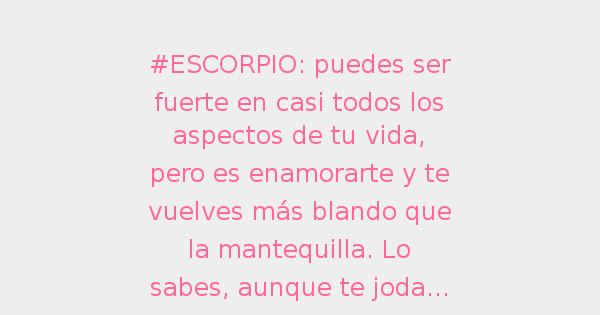 #ESCORPIO: puedes ser
fuerte en casi todos los
aspectos de tu vida,
pero es enamorarte y te
vuelves más blando que
la mantequilla. Lo
sabes, aunque te joda...